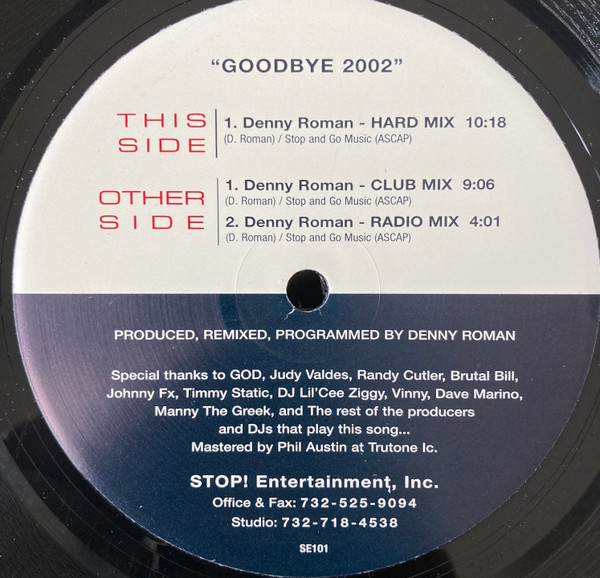 “GOODBYE 2002”
THIS SIDE
1. Denny Roman - HARD MIX 10:18
(D. Roman) / Stop and Go Music (ASCAP)
OTHER SIDE
1. Denny Roman - CLUB MIX 9:06
(D. Roman) / Stop and Go Music (ASCAP)
2. Denny Roman - RADIO MIX 4:01
(D. Roman) / Stop and Go Music (ASCAP)
PRODUCED, REMIXED, PROGRAMMED BY DENNY ROMAN
Special thanks to GOD, Judy Valdes, Randy Cutler, Brutal Bill,
Johnny Fx, Timmy Static, DJ Lil'Cee Ziggy, Vinny, Dave Marino,
Manny The Greek, and The rest of the producers
and DJs that play this song...
Mastered by Phil Austin at Trutone Ic.
STOP! Entertainment, Inc.
Office & Fax: 732-525-9094
Studio: 732-718-4538
SE101